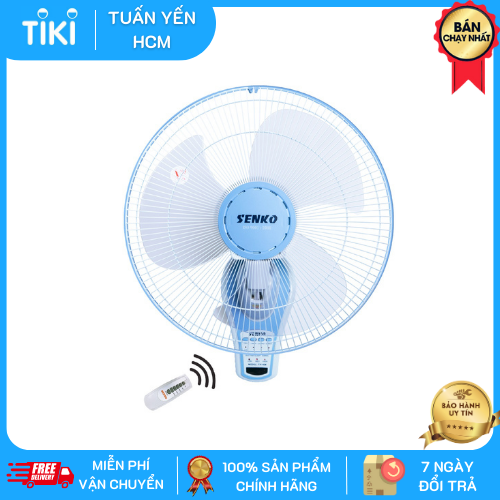 TIKI
TUẤN YẾN
HCM
BÁN
CHẠY NHẤT
SENKO
SENKO
BẢO HÀNH
UY TÍN
FREE
DELIVERY
MIỄN PHÍ
VẬN CHUYỂN
100% SẢN PHẨM
CHÍNH HÃNG
7 NGÀY
ĐỔI TRẢ